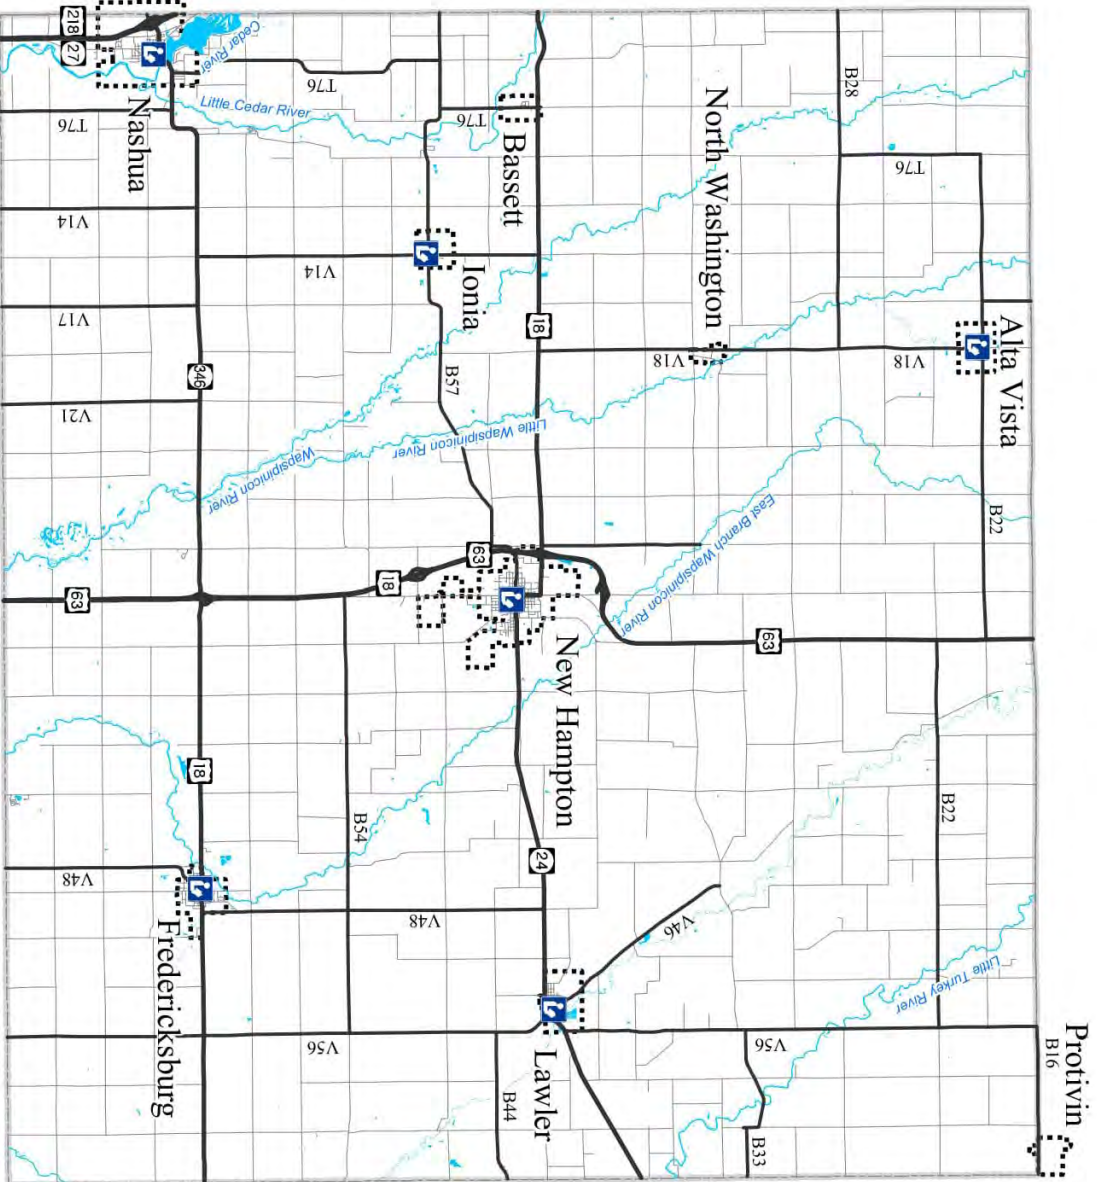 Protivin
B16
Alta Vista
B22
Little Turkey River
B22
T76
V18
B28
V56
63
B33
North Washington
East Branch Wapsipinicon River
V46
V18
New Hampton
Lawler
24
18
Bassett
B44
Little Wapsipinicon River
63
Ionia
T76
B57
V48
18
B54
T76
V14
V56
Wapsipinicon River
Little Cedar River
Cedar River
346
18
Fredericksburg
Nashua
T76
V14
V17
V21
63
V48
218
27